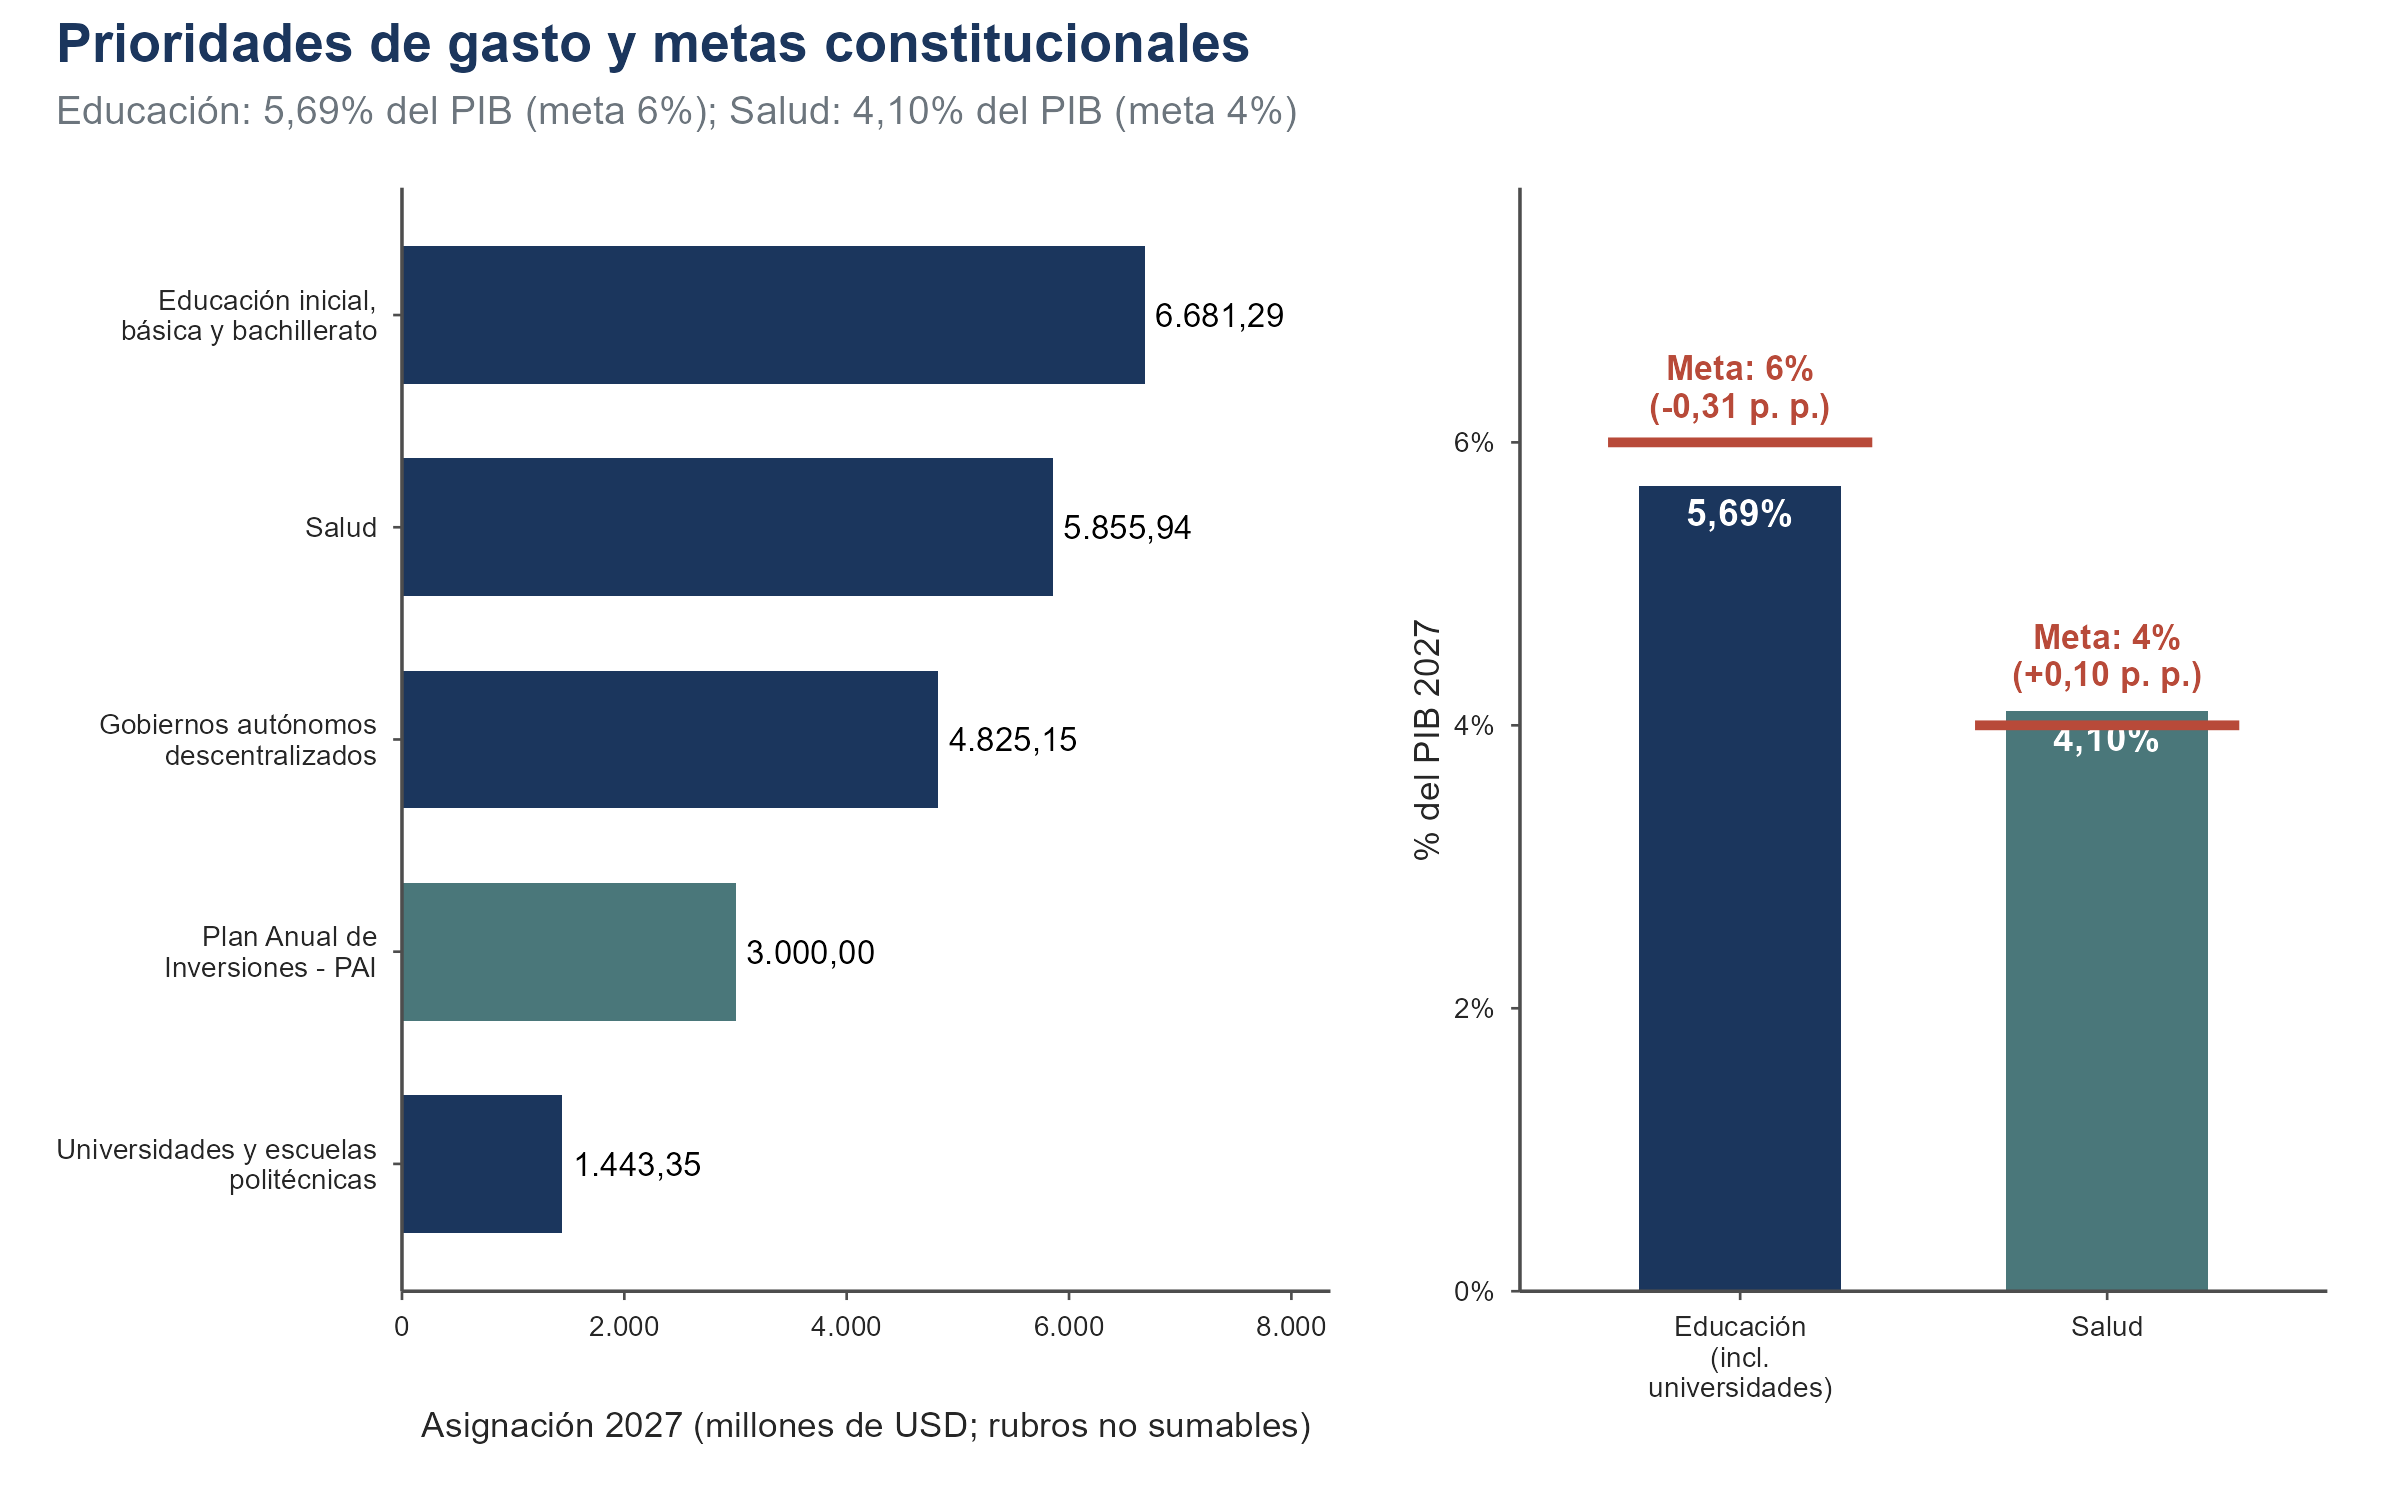 Prioridades de gasto y metas constitucionales
Educación: 5,69% del PIB (meta 6%); Salud: 4,10% del PIB (meta 4%)
Educación inicial,
básica y bachillerato
6.681,29
Salud
5.855,94
Gobiernos autónomos
descentralizados
4.825,15
Plan Anual de
Inversiones - PAI
3.000,00
Universidades y escuelas
politécnicas
1.443,35
0
2.000
4.000
6.000
8.000
Asignación 2027 (millones de USD; rubros no sumables)
% del PIB 2027
6%
4%
2%
0%
Meta: 6%
(-0,31 p. p.)
5,69%
Meta: 4%
(+0,10 p. p.)
4,10%
Educación
(incl.
universidades)
Salud